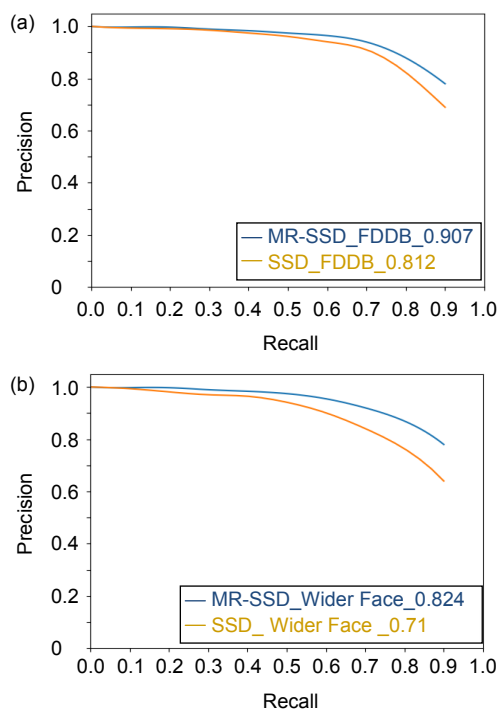 (a)
1.0
0.8
0.6
0.4
0.2
0
Precision
MR-SSD_FDDB_0.907
SSD_FDDB_0.812
0.0 0.1 0.2 0.3 0.4 0.5 0.6 0.7 0.8 0.9 1.0
Recall
(b)
1.0
0.8
0.6
0.4
0.2
0
Precision
MR-SSD_Wider Face_0.824
SSD_ Wider Face _0.71
0.0 0.1 0.2 0.3 0.4 0.5 0.6 0.7 0.8 0.9 1.0
Recall